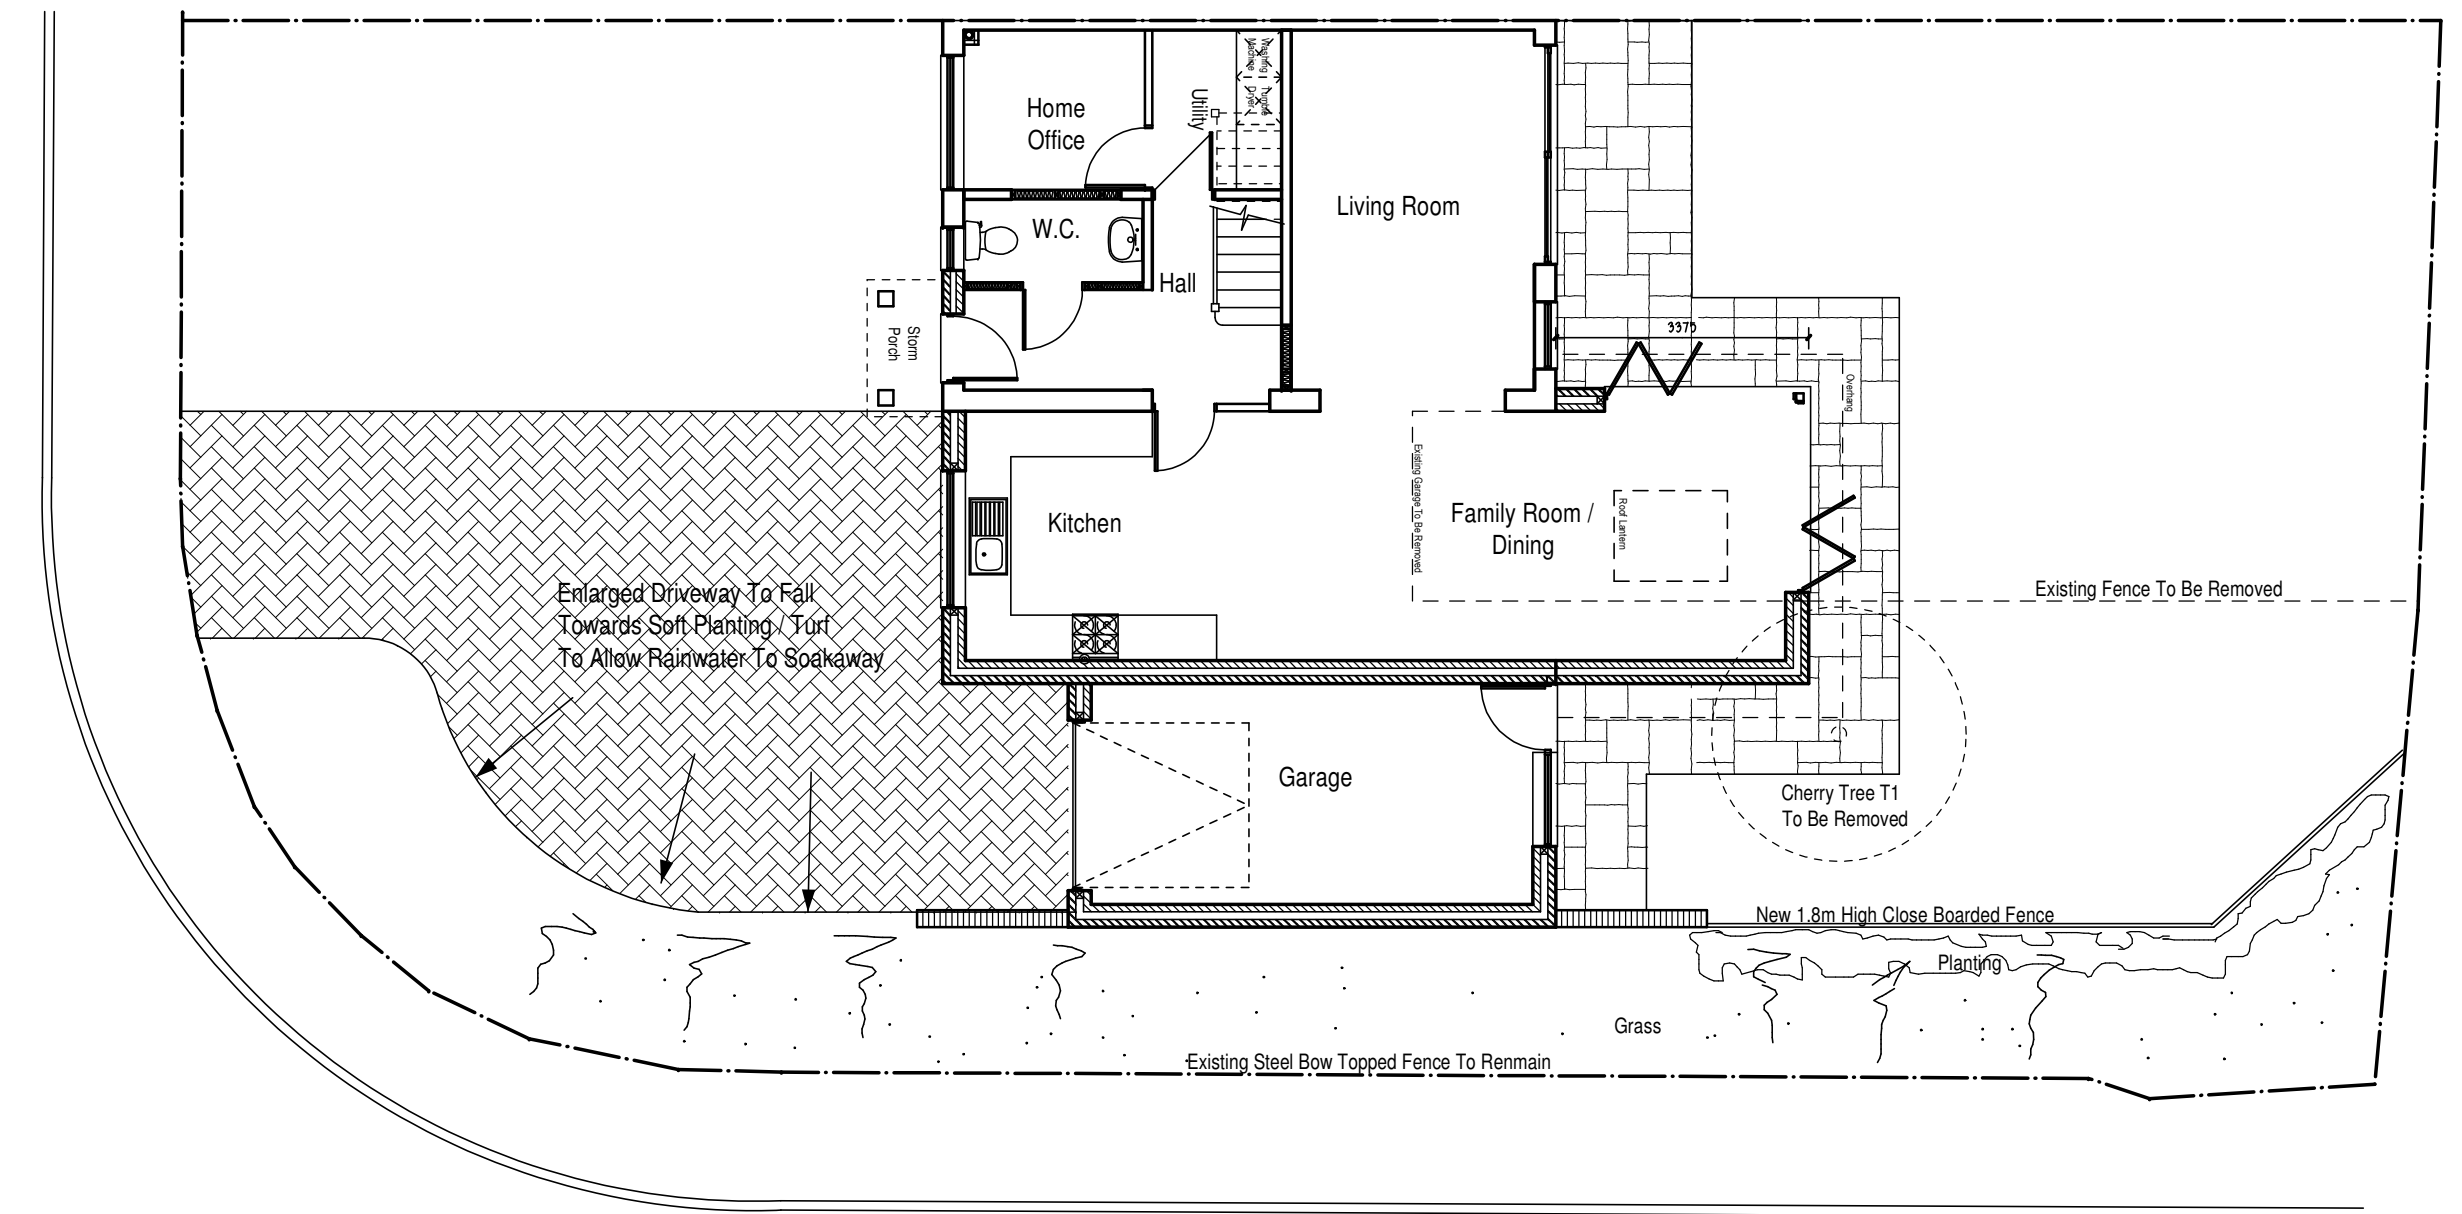 Home
Office
Utility
Washing
Machine
Tumble
Dryer
Living Room
W.C.
Hall
Storm
Porch
3375
Overhang
Existing Garage To Be Removed
Kitchen
Family Room /
Dining
Roof Lantern
Enlarged Driveway To Fall
Towards Soft Planting / Turf
To Allow Rainwater To Soakaway
Existing Fence To Be Removed
Garage
Cherry Tree T1
To Be Removed
New 1.8m High Close Boarded Fence
Planting
Grass
Existing Steel Bow Topped Fence To Renmain